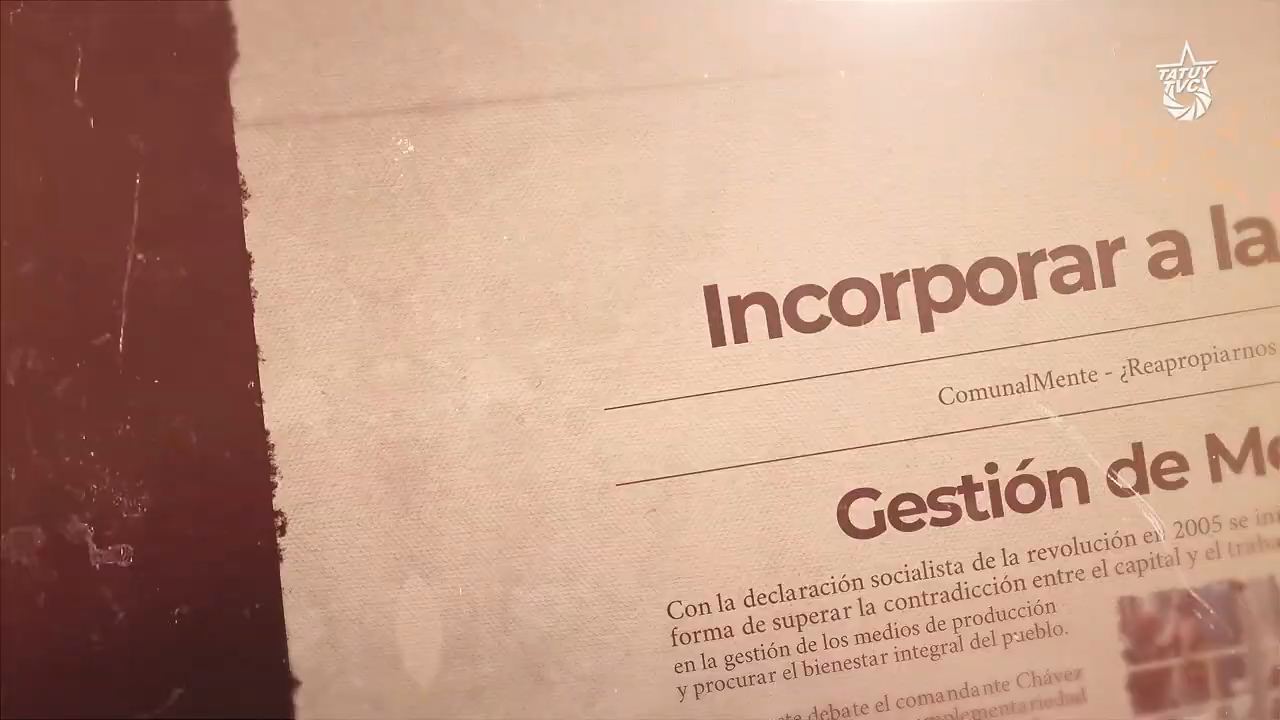 TATUY
TVC
Incorporar a la
ComunalMente - ¿Reapropiarnos
Gestión de
Con la declaración socialista de la revolución en 2005 se
forma de superar la contradicción entre el capital y el
en la gestión de los medios de producción
y procurar el bienestar integral del pueblo.
debate el comandante Chávez